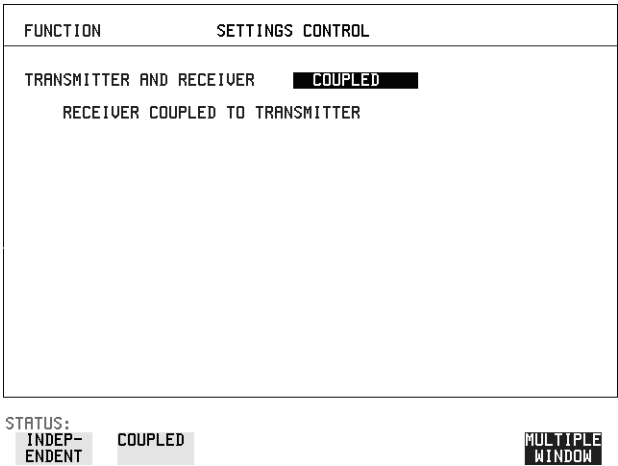 FUNCTION SETTINGS CONTROL
TRANSMITTER AND RECEIVER COUPLED
RECEIVER COUPLED TO TRANSMITTER
STATUS:
INDEP- COUPLED MULTIPLE
ENDENT WINDOW